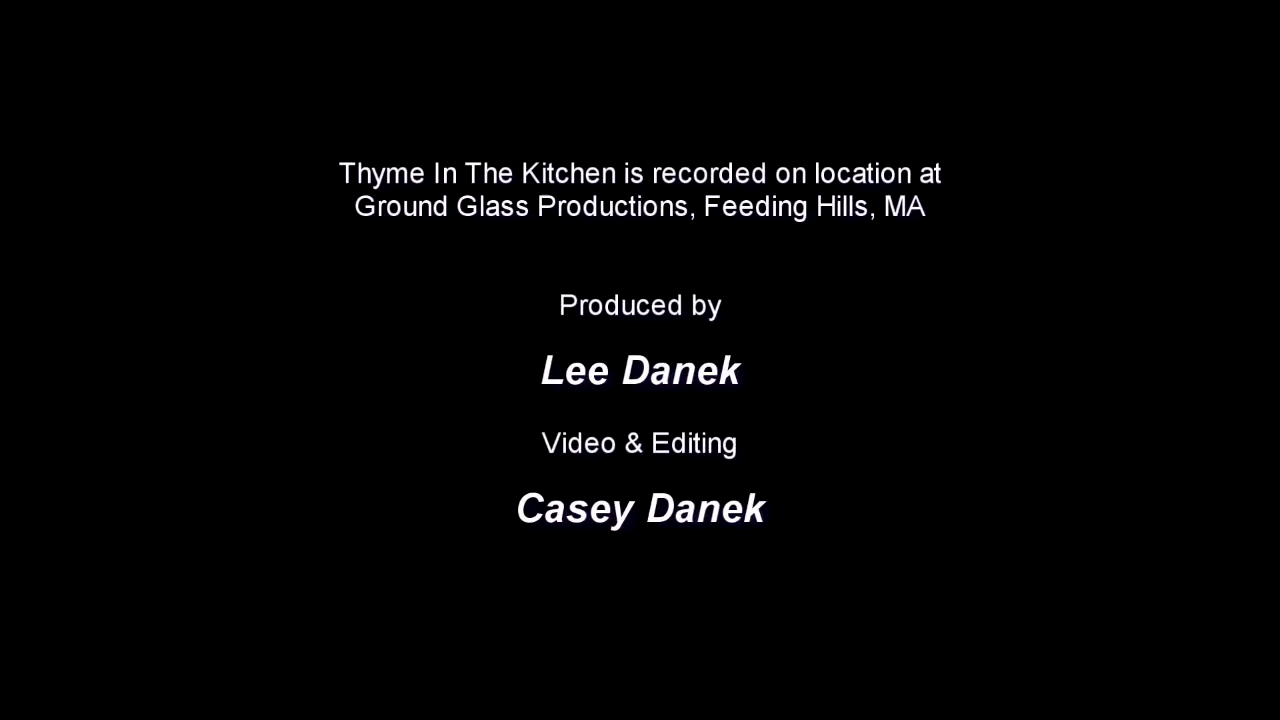 Thyme In The Kitchen is recorded on location at
Ground Glass Productions, Feeding Hills, MA
Produced by
Lee Danek
Video & Editing
Casey Danek